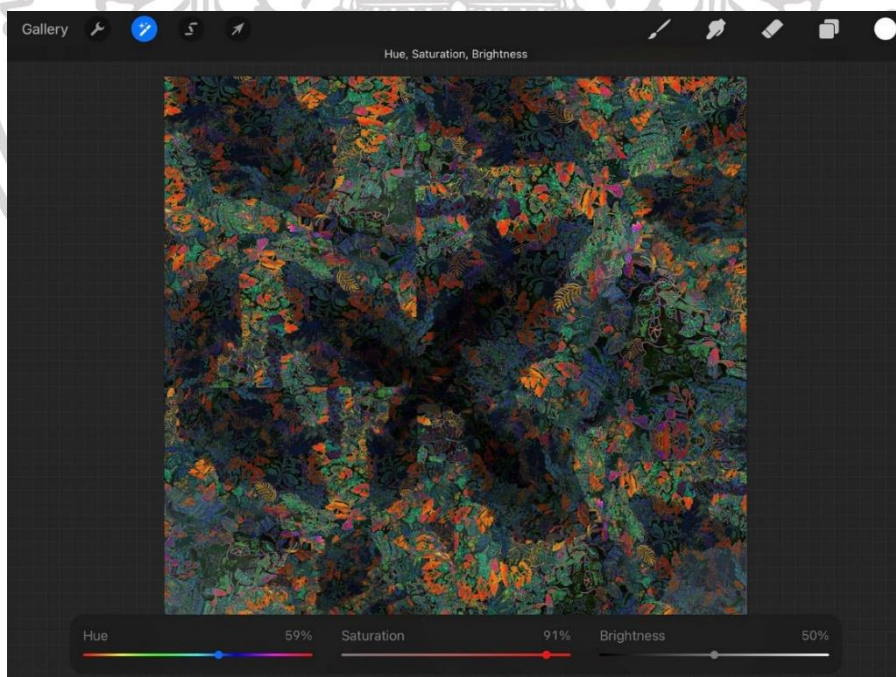 Gallery
Hue, Saturation, Brightness
Hue 59% Saturation 91% Brightness 50%